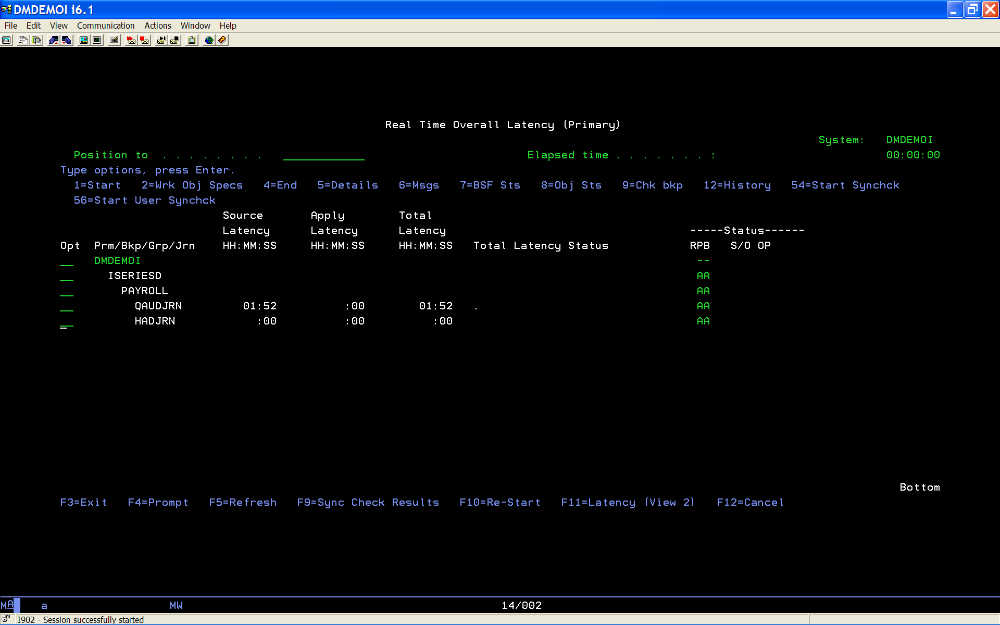 DMDEMOI i6.1
File Edit View Communication Actions Window Help
Real Time Overall Latency (Primary)
System: DMDEMOI
Position to . . . . . . . . Elapsed time . . . . . . . : 00:00:00
Type options, press Enter.
1=Start 2=Wrk Obj Specs 4=End 5=Details 6=Msgs 7=BSF Sts 8=Obj Sts 9=Chk bkp 12=History 54=Start Synchck
56=Start User Synchck
Source Apply Total
Latency Latency Latency -----Status------
Opt Prm/Bkp/Grp/Jrn HH:MM:SS HH:MM:SS HH:MM:SS Total Latency Status RPB S/O OP
__ DMDEMOI --
__ ISERIESD AA
__ PAYROLL AA
__ QAUDJRN 01:52 :00 01:52 . AA
__ HADJRN :00 :00 :00 AA
Bottom
F3=Exit F4=Prompt F5=Refresh F9=Sync Check Results F10=Re-Start F11=Latency (View 2) F12=Cancel
MA a MW 14/002
I902 - Session successfully started